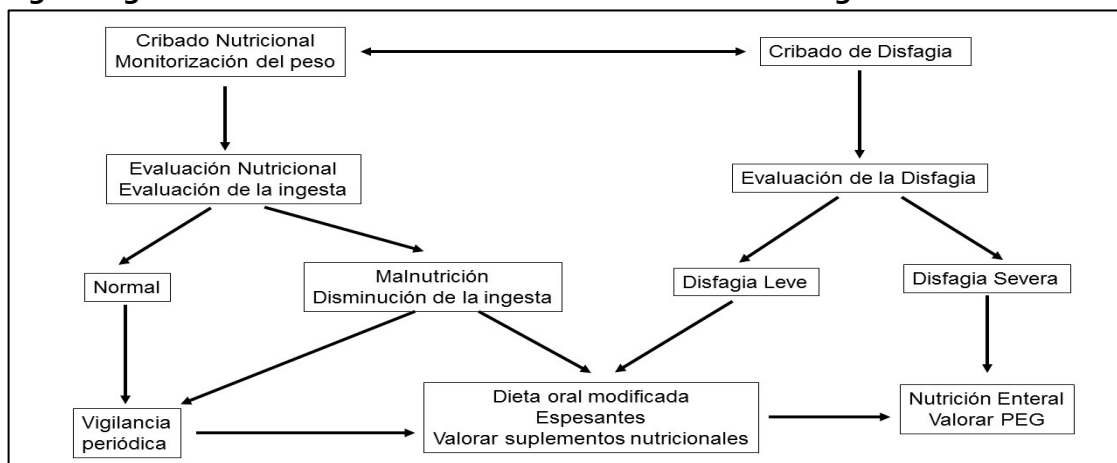 Cribado Nutricional
Monitorización del peso
Cribado de Disfagia
Evaluación Nutricional
Evaluación de la ingesta
Evaluación de la Disfagia
Normal
Malnutrición
Disminución de la ingesta
Disfagia Leve
Disfagia Severa
Vigilancia
periódica
Dieta oral modificada
Espesantes
Valorar suplementos nutricionales
Nutrición Enteral
Valorar PEG